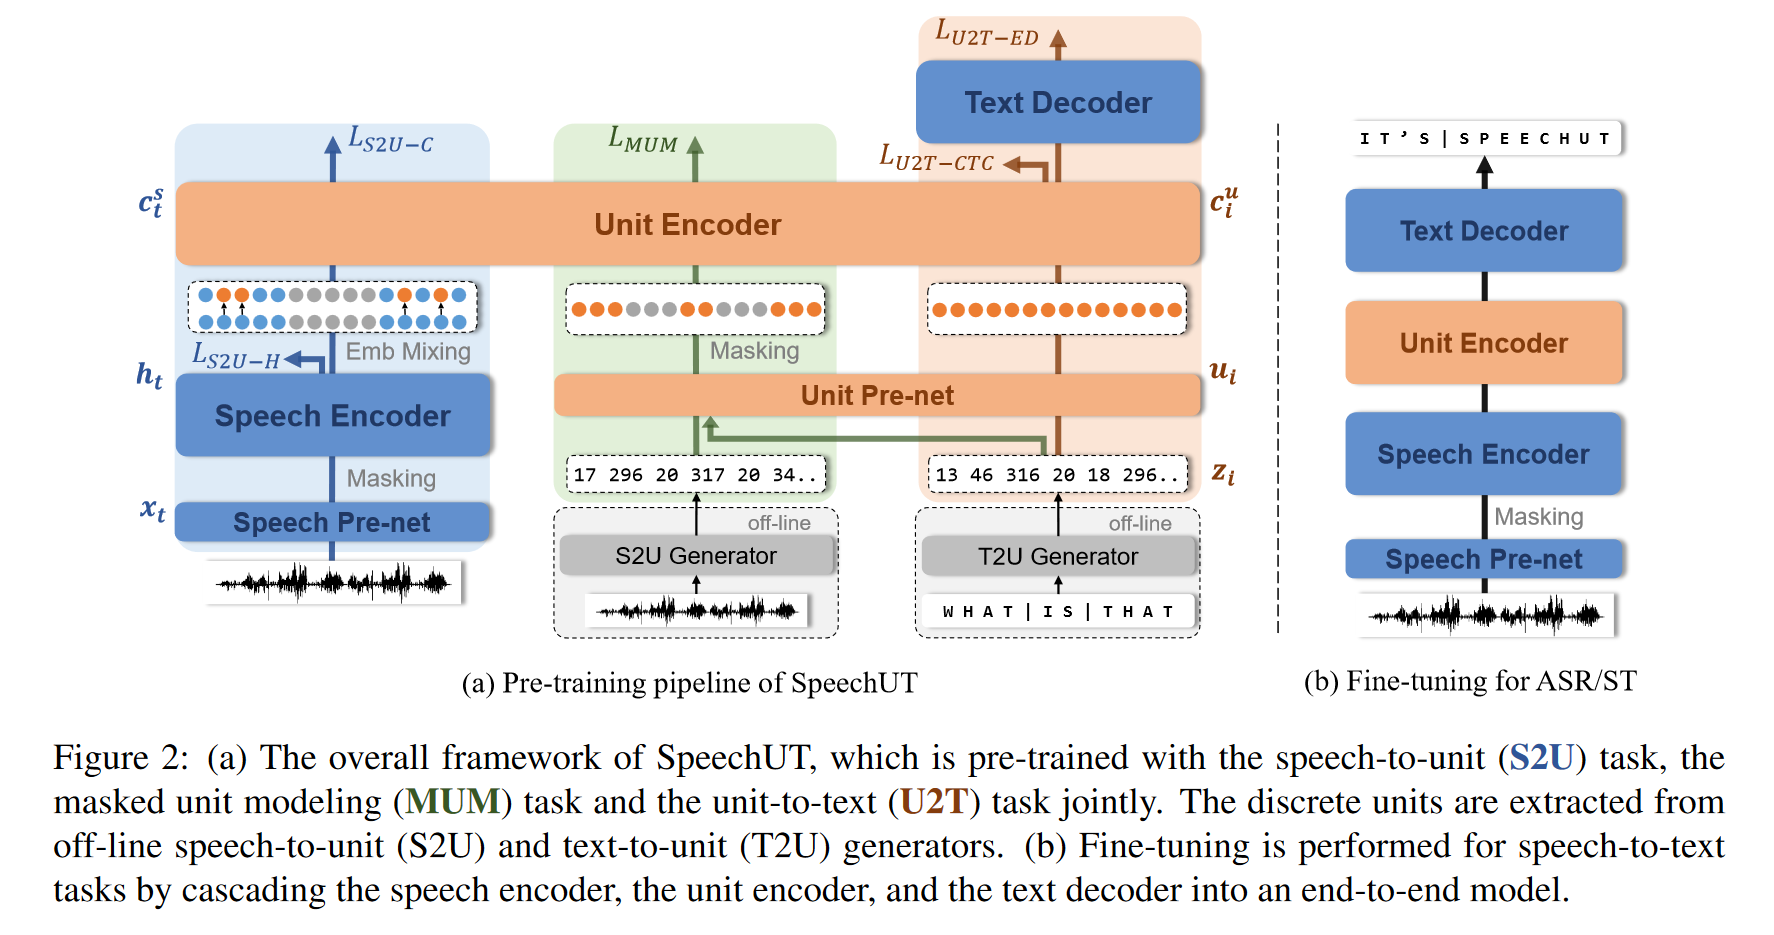 L_{U2T-ED}
Text Decoder
L_{S2U-C}
L_{MUM}
L_{U2T-CTC}
c_t^s
Unit Encoder
c_i^u
L_{S2U-H}
Emb Mixing
Masking
h_t
Speech Encoder
Unit Pre-net
u_i
Masking
17 296 20 317 20 34..
13 46 316 20 18 296..
z_i
x_t
Speech Pre-net
off-line
S2U Generator
off-line
T2U Generator
WHAT|IS|THAT
(a) Pre-training pipeline of SpeechUT
IT’S|SPEECHUT
Text Decoder
Unit Encoder
Speech Encoder
Masking
Speech Pre-net
(b) Fine-tuning for ASR/ST
Figure 2: (a) The overall framework of SpeechUT, which is pre-trained with the speech-to-unit (S2U) task, the
masked unit modeling (MUM) task and the unit-to-text (U2T) task jointly. The discrete units are extracted from
off-line speech-to-unit (S2U) and text-to-unit (T2U) generators. (b) Fine-tuning is performed for speech-to-text
tasks by cascading the speech encoder, the unit encoder, and the text decoder into an end-to-end model.